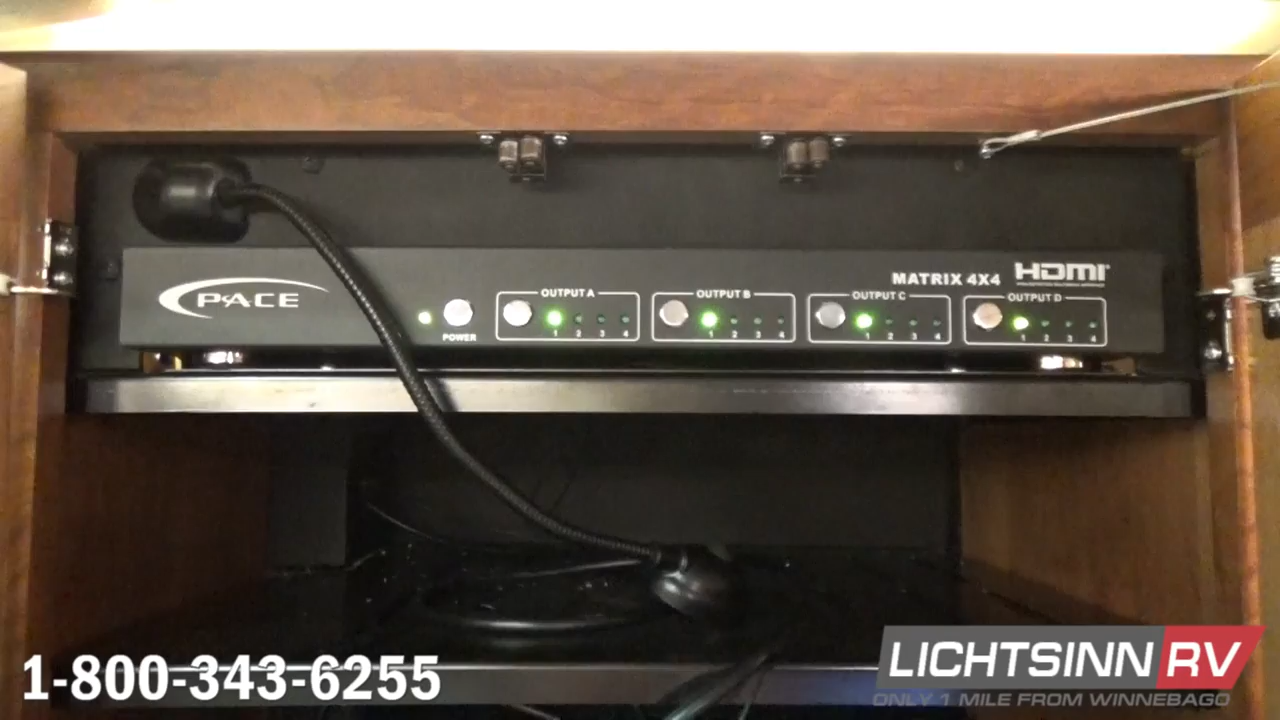 PACE
POWER
OUTPUT A
1 2 3 4
OUTPUT B
1 2 3 4
OUTPUT C
1 2 3 4
OUTPUT D
1 2 3 4
MATRIX 4X4
HDMI
1-800-343-6255
LICHTSINN RV
ONLY 1 MILE FROM WINNEBAGO